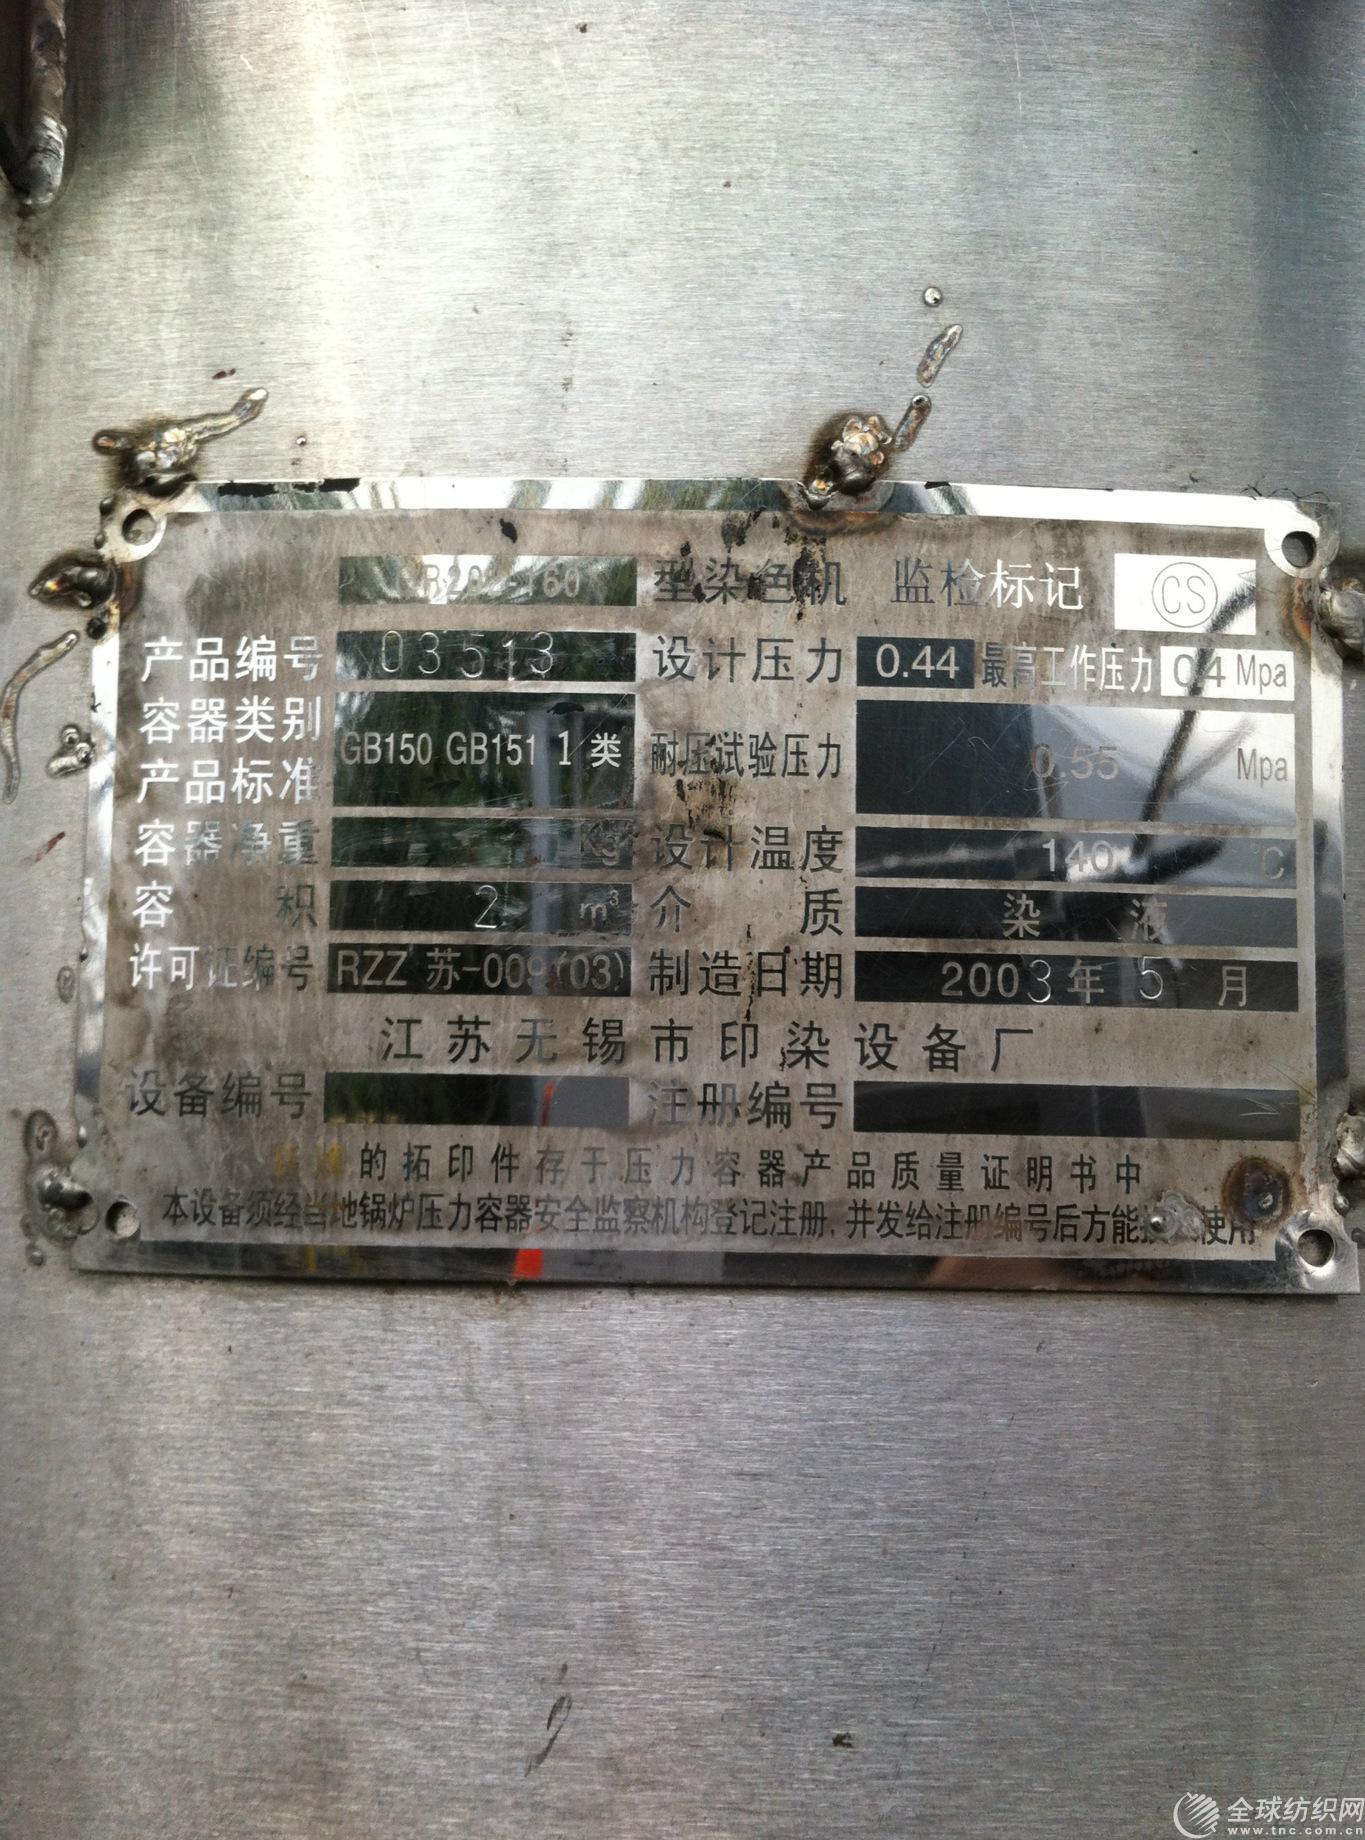 型染色机 监检标记 CS
产品编号 03513 设计压力 0.44 最高工作压力 0.4 Mpa
容器类别
产品标准 GB150 GB151 1类 耐压试验压力 0.55 Mpa
容器净重 Kg 设计温度 140 ℃
容积 2 m³ 介质 染液
许可证编号 RZZ 苏-009(03) 制造日期 2003年5月
江苏无锡市印染设备厂
设备编号 注册编号
的拓印件存于压力容器产品质量证明书中
本设备须经当地锅炉压力容器安全监察机构登记注册,并发给注册编号后方能使用
全球纺织网
www.tnc.com.cn